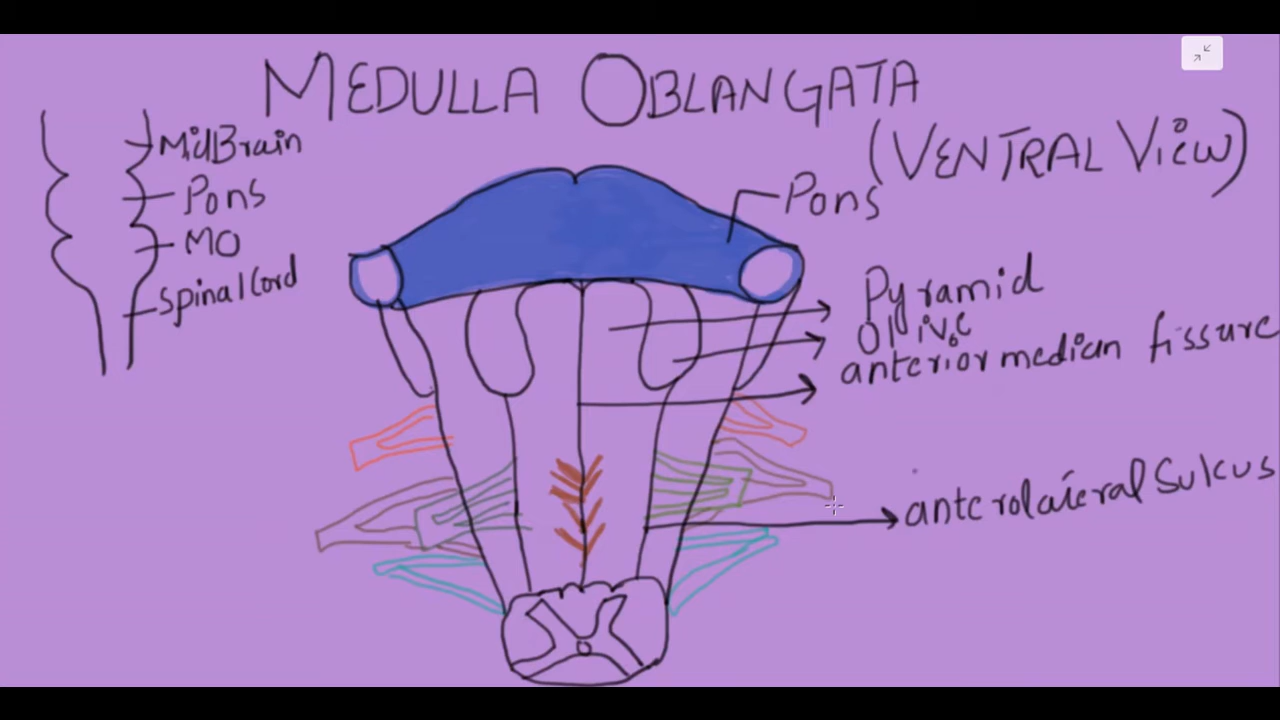 MEDULLA OBLANGATA
(VENTRAL VIEW)
MidBrain
Pons
MO
Spinal Cord
Pons
Pyramid
Olive
anterior median fissure
anterolateral Sulcus